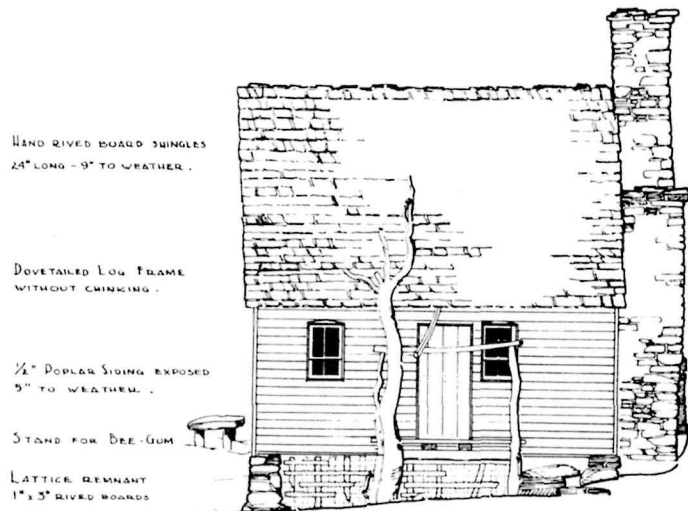 HAND RIVED BOARD SHINGLES
24" LONG - 9" TO WEATHER.
DOVETAILED LOG FRAME
WITHOUT CHINKING.
1/2" POPLAR SIDING EXPOSED
5" TO WEATHER.
STAND FOR BEE-GUM
LATTICE REMNANT
1" x 3" RIVED BOARDS